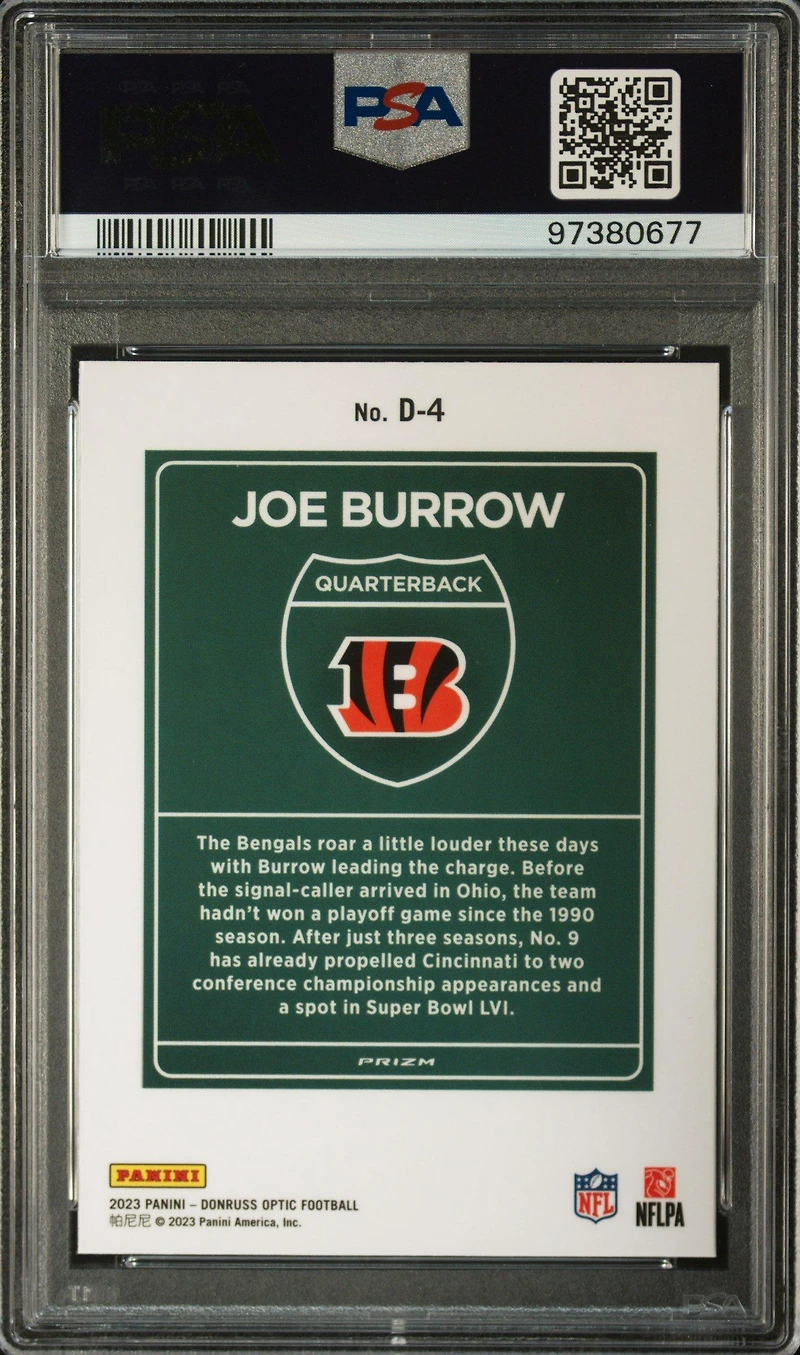 PSA
97380677
No. D-4
JOE BURROW
QUARTERBACK
B
The Bengals roar a little louder these days
with Burrow leading the charge. Before
the signal-caller arrived in Ohio, the team
hadn't won a playoff game since the 1990
season. After just three seasons, No. 9
has already propelled Cincinnati to two
conference championship appearances and
a spot in Super Bowl LVI.
PRIZM
PANINI
2023 PANINI – DONRUSS OPTIC FOOTBALL
帕尼尼 © 2023 Panini America, Inc.
NFL
NFLPA
PSA